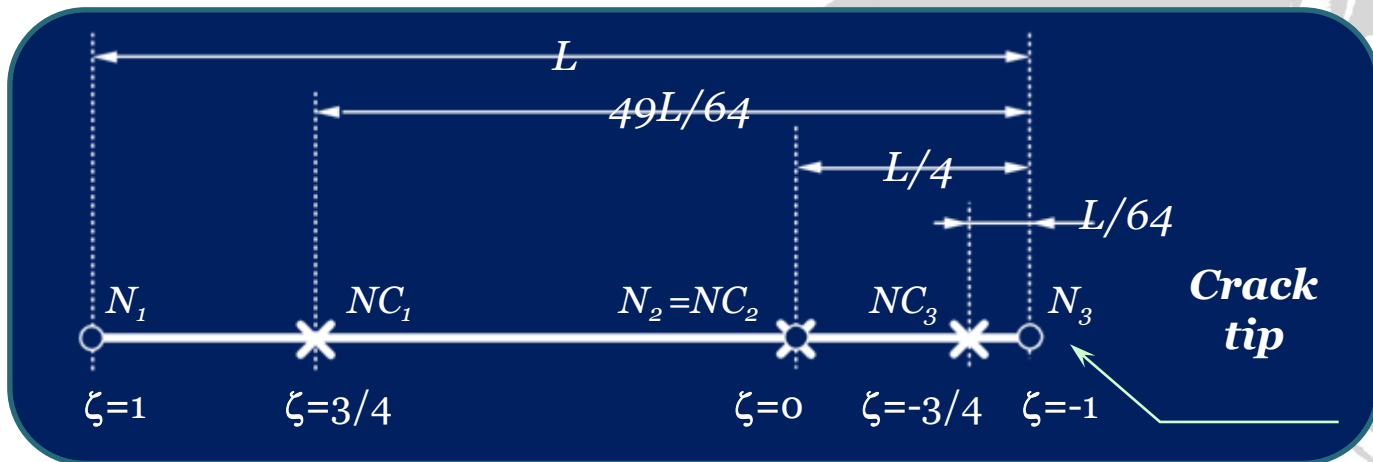 L
49L/64
L/4
L/64
N₁ NC₁ N₂=NC₂ NC₃ N₃
Crack
tip
ζ=1 ζ=3/4 ζ=0 ζ=-3/4 ζ=-1